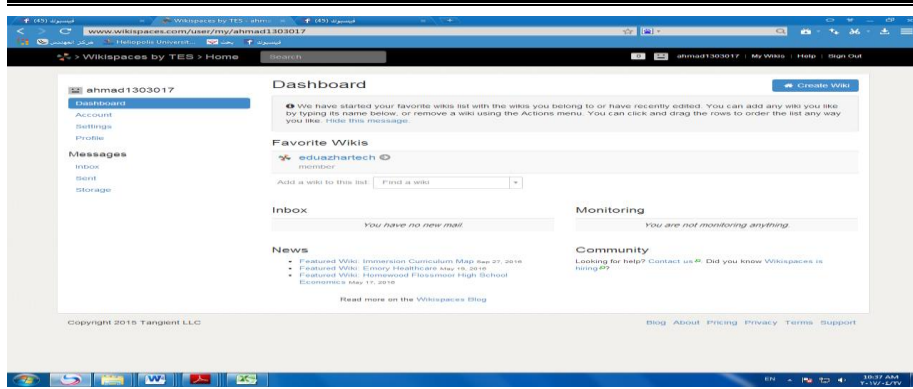 فيسبوك (45)
Wikispaces by TES - ahma
فيسبوك (45)
www.wikispaces.com/user/my/ahmad1303017
Heliopolis Universit...
بحث
فيسبوك
> Wikispaces by TES > Home
Search
ahmad1303017
My Wikis
Help
Sign Out
ahmad1303017
Dashboard
Account
Settings
Profile
Messages
Inbox
Sent
Storage
Dashboard
Create Wiki
We have started your favorite wikis list with the wikis you belong to or have recently edited. You can add any wiki you like
by typing its name below, or remove a wiki using the Actions menu. You can click and drag the rows to order the list any way
you like. Hide this message.
Favorite Wikis
eduazhartech
member
Add a wiki to this list: Find a wiki
Inbox
You have no new mail.
Monitoring
You are not monitoring anything.
News
Featured Wiki: Immersion Curriculum Map Sep 27, 2016
Featured Wiki: Emory Healthcare May 18, 2016
Featured Wiki: Homewood Flossmoor High School
Economics May 17, 2016
Read more on the Wikispaces Blog
Community
Looking for help? Contact us. Did you know Wikispaces is
hiring?
Copyright 2015 Tangient LLC
Blog About Pricing Privacy Terms Support
EN
10:37 AM